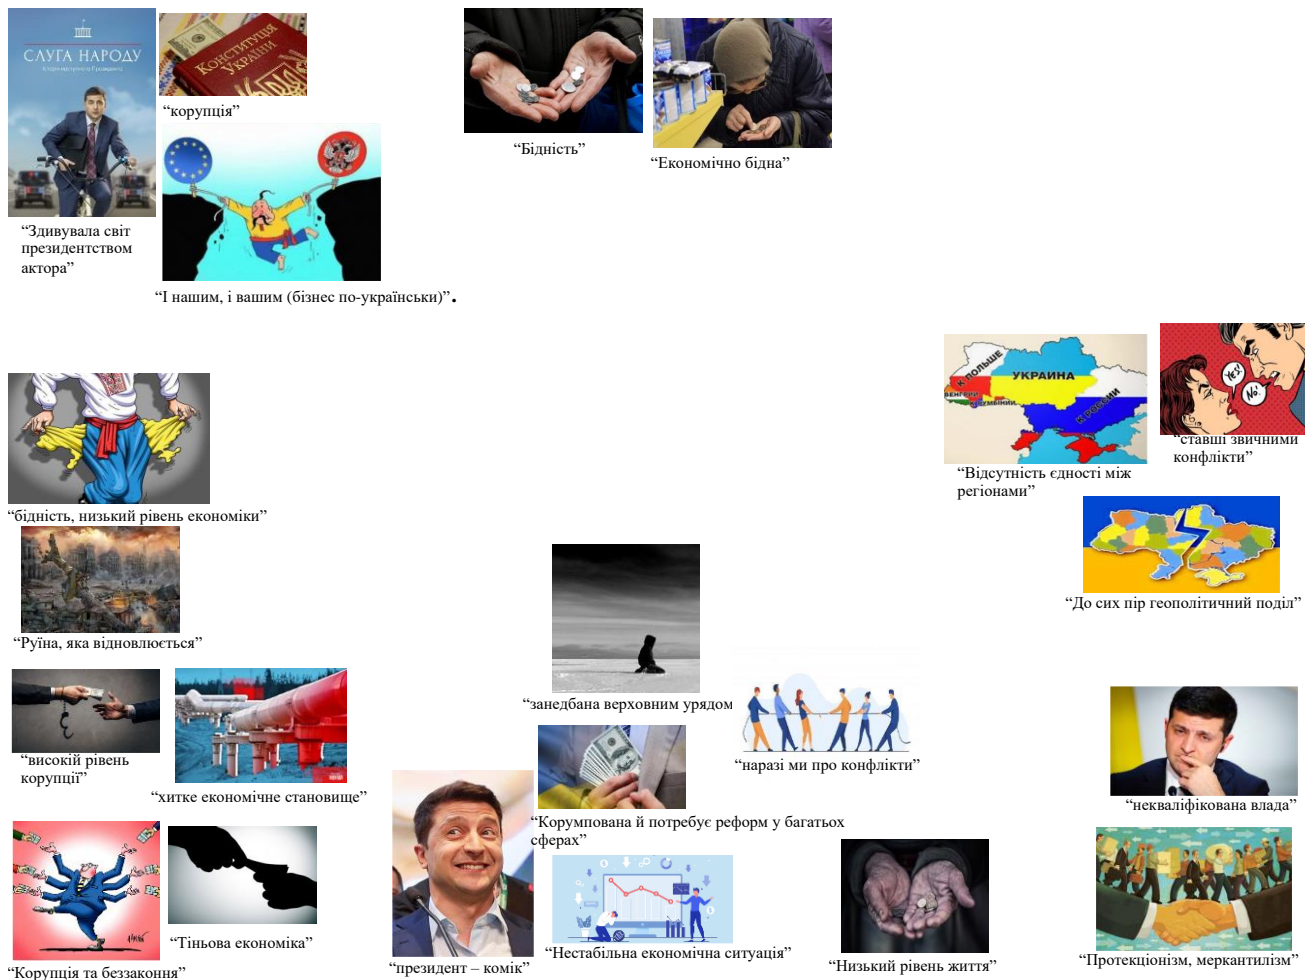 СЛУГА НАРОДУ
КОНСТИТУЦІЯ
УКРАЇНИ
“корупція”
“Здивувала світ
президентством
актора”
“І нашим, і вашим (бізнес по-українськи)”.
“Бідність”
“Економічно бідна”
К ПОЛЬШЕ
УКРАИНА
К РОССИИ
“Відсутність єдності між
регіонами”
YES!
NO!
“ставші звичними
конфлікти”
“До сих пір геополітичний поділ”
“бідність, низький рівень економіки”
“Руїна, яка відновлюється”
“високій рівень
корупції”
“хитке економічне становище”
“Корупція та беззаконня”
“Тіньова економіка”
“занедбана верховним урядом
“наразі ми про конфлікти”
“президент – комік”
“Корумпована й потребує реформ у багатьох
сферах”
“Нестабільна економічна ситуація”
“Низький рівень життя”
“некваліфікована влада”
“Протекціонізм, меркантилізм”